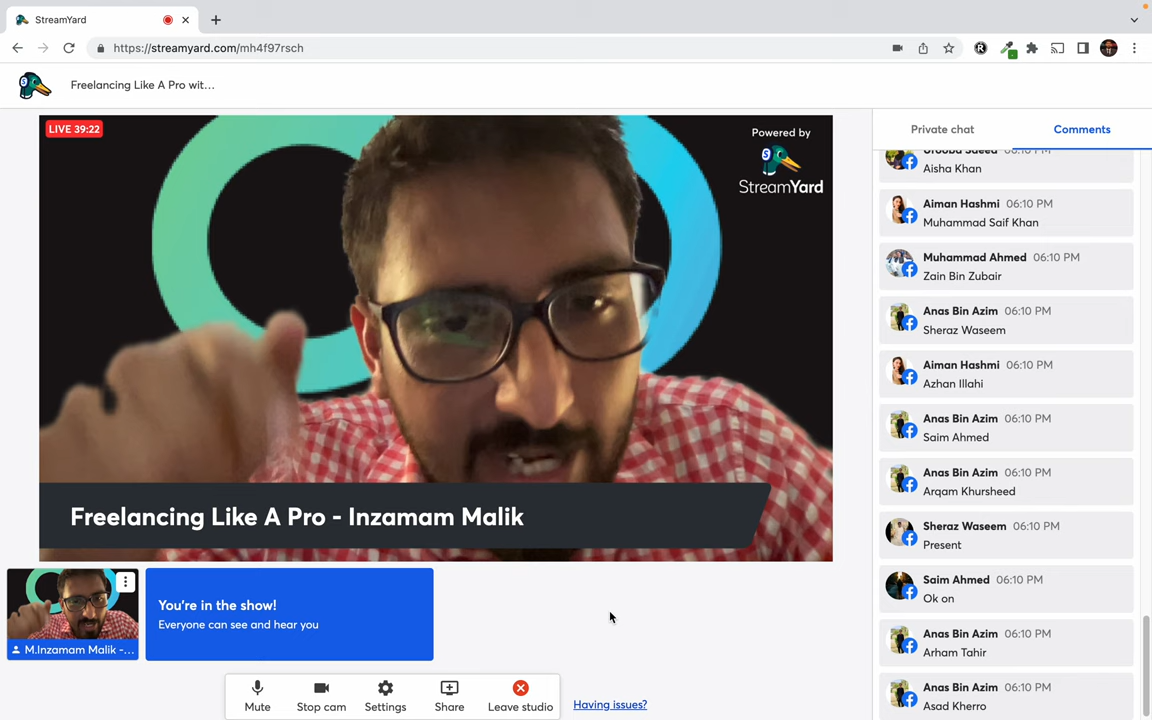 StreamYard
https://streamyard.com/mh4f97rsch
Freelancing Like A Pro wit...
LIVE 39:22
Powered by
StreamYard
Freelancing Like A Pro - Inzamam Malik
You're in the show!
Everyone can see and hear you
M.Inzamam Malik -...
Mute
Stop cam
Settings
Share
Leave studio
Having issues?
Private chat
Comments
Urooba Saeed 06:10 PM
Aisha Khan
Aiman Hashmi 06:10 PM
Muhammad Saif Khan
Muhammad Ahmed 06:10 PM
Zain Bin Zubair
Anas Bin Azim 06:10 PM
Sheraz Waseem
Aiman Hashmi 06:10 PM
Azhan Illahi
Anas Bin Azim 06:10 PM
Saim Ahmed
Anas Bin Azim 06:10 PM
Arqam Khursheed
Sheraz Waseem 06:10 PM
Present
Saim Ahmed 06:10 PM
Ok on
Anas Bin Azim 06:10 PM
Arham Tahir
Anas Bin Azim 06:10 PM
Asad Kherro